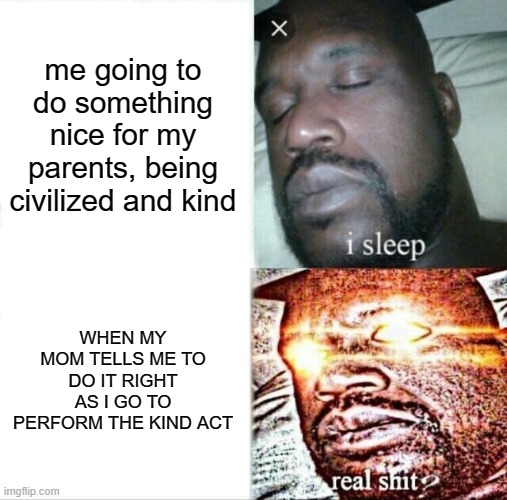 me going to
do something
nice for my
parents, being
civilized and kind
i sleep
WHEN MY
MOM TELLS ME TO
DO IT RIGHT
AS I GO TO
PERFORM THE KIND ACT
real shit?
imgflip.com